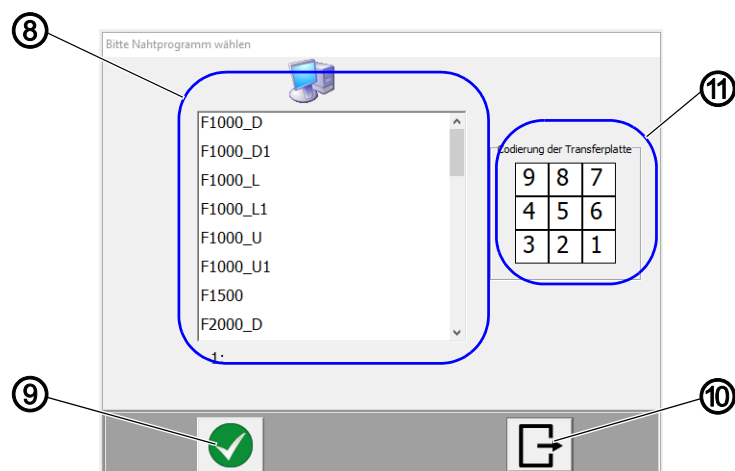 ⑧
Bitte Nahtprogramm wählen
⑪
F1000_D
F1000_D1
F1000_L
F1000_L1
F1000_U
F1000_U1
F1500
F2000_D
1:
Codierung der Transferplatte
9 8 7
4 5 6
3 2 1
⑨
⑩